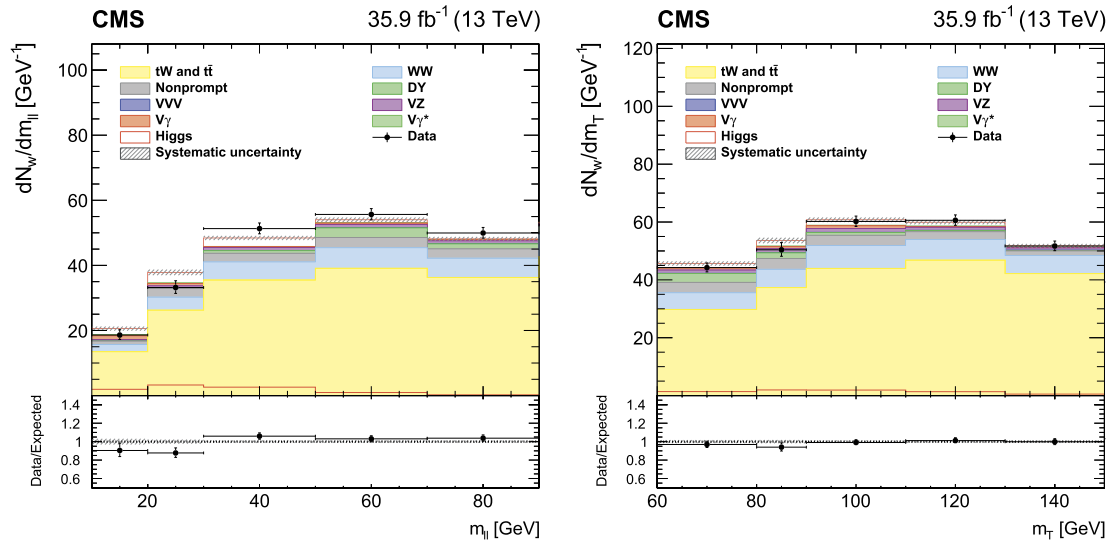 CMS 35.9 fb⁻¹ (13 TeV)
dN_w/dm_ll [GeV⁻¹]
100
80
60
40
20
tW and tt̄ WW
Nonprompt DY
VVV VZ
Vγ Vγ*
Higgs Data
Systematic uncertainty
Data/Expected
1.4
1.2
1
0.8
0.6
20 40 60 80
m_ll [GeV]
CMS 35.9 fb⁻¹ (13 TeV)
dN_w/dm_T [GeV⁻¹]
120
100
80
60
40
20
tW and tt̄ WW
Nonprompt DY
VVV VZ
Vγ Vγ*
Higgs Data
Systematic uncertainty
Data/Expected
1.4
1.2
1
0.8
0.6
60 80 100 120 140
m_T [GeV]